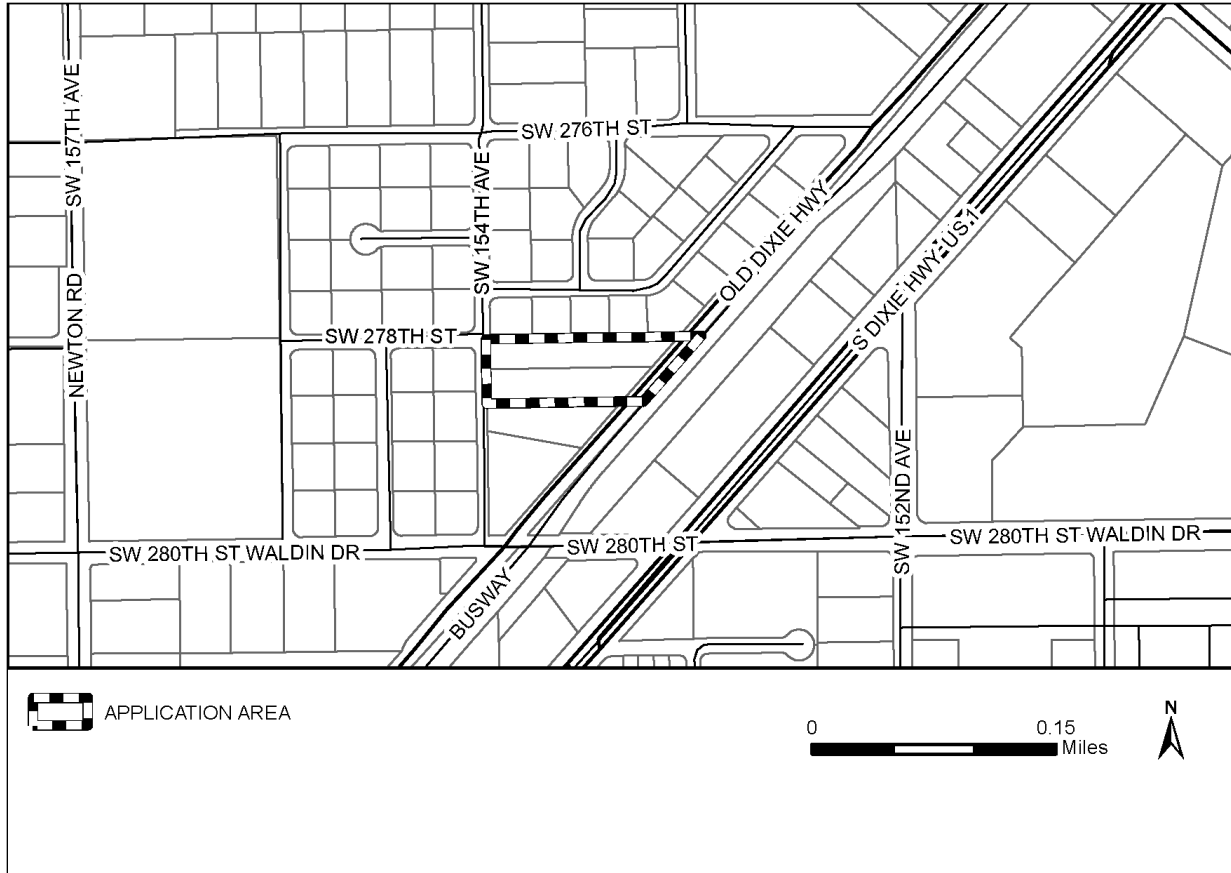 SW 157TH AVE
SW 276TH ST
SW 154TH AVE
OLD DIXIE HWY
S DIXIE HWY-US 1
NEWTON RD
SW 278TH ST
SW 152ND AVE
SW 280TH ST WALDIN DR
SW 280TH ST
SW 280TH ST WALDIN DR
BUSWAY
APPLICATION AREA
0 0.15
Miles
N